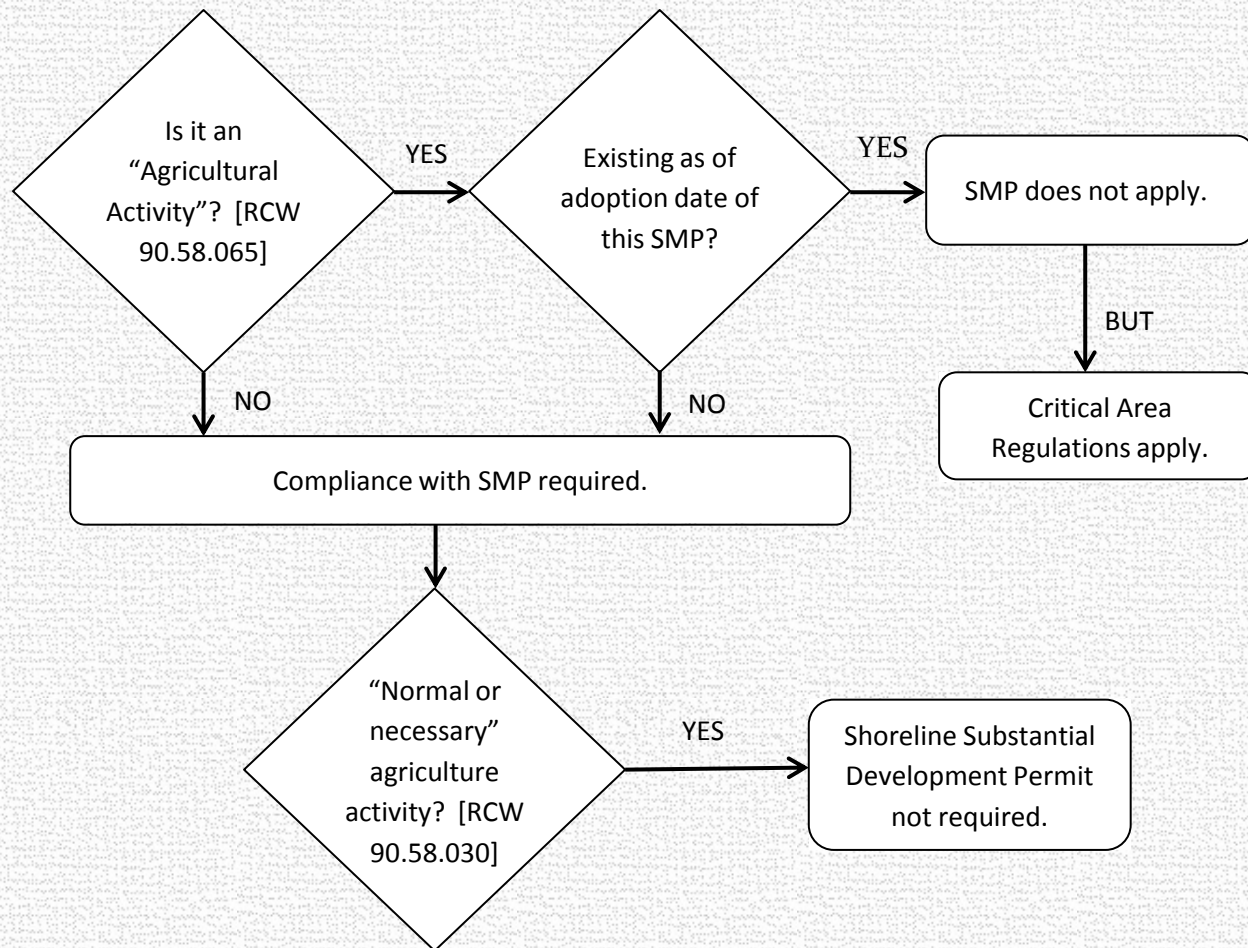 Is it an
“Agricultural
Activity”?  [RCW
90.58.065]
YES
Existing as of
adoption date of
this SMP?
YES
SMP does not apply.
BUT
Critical Area
Regulations apply.
NO
NO
Compliance with SMP required.
“Normal or
necessary”
agriculture
activity?  [RCW
90.58.030]
YES
Shoreline Substantial
Development Permit
not required.